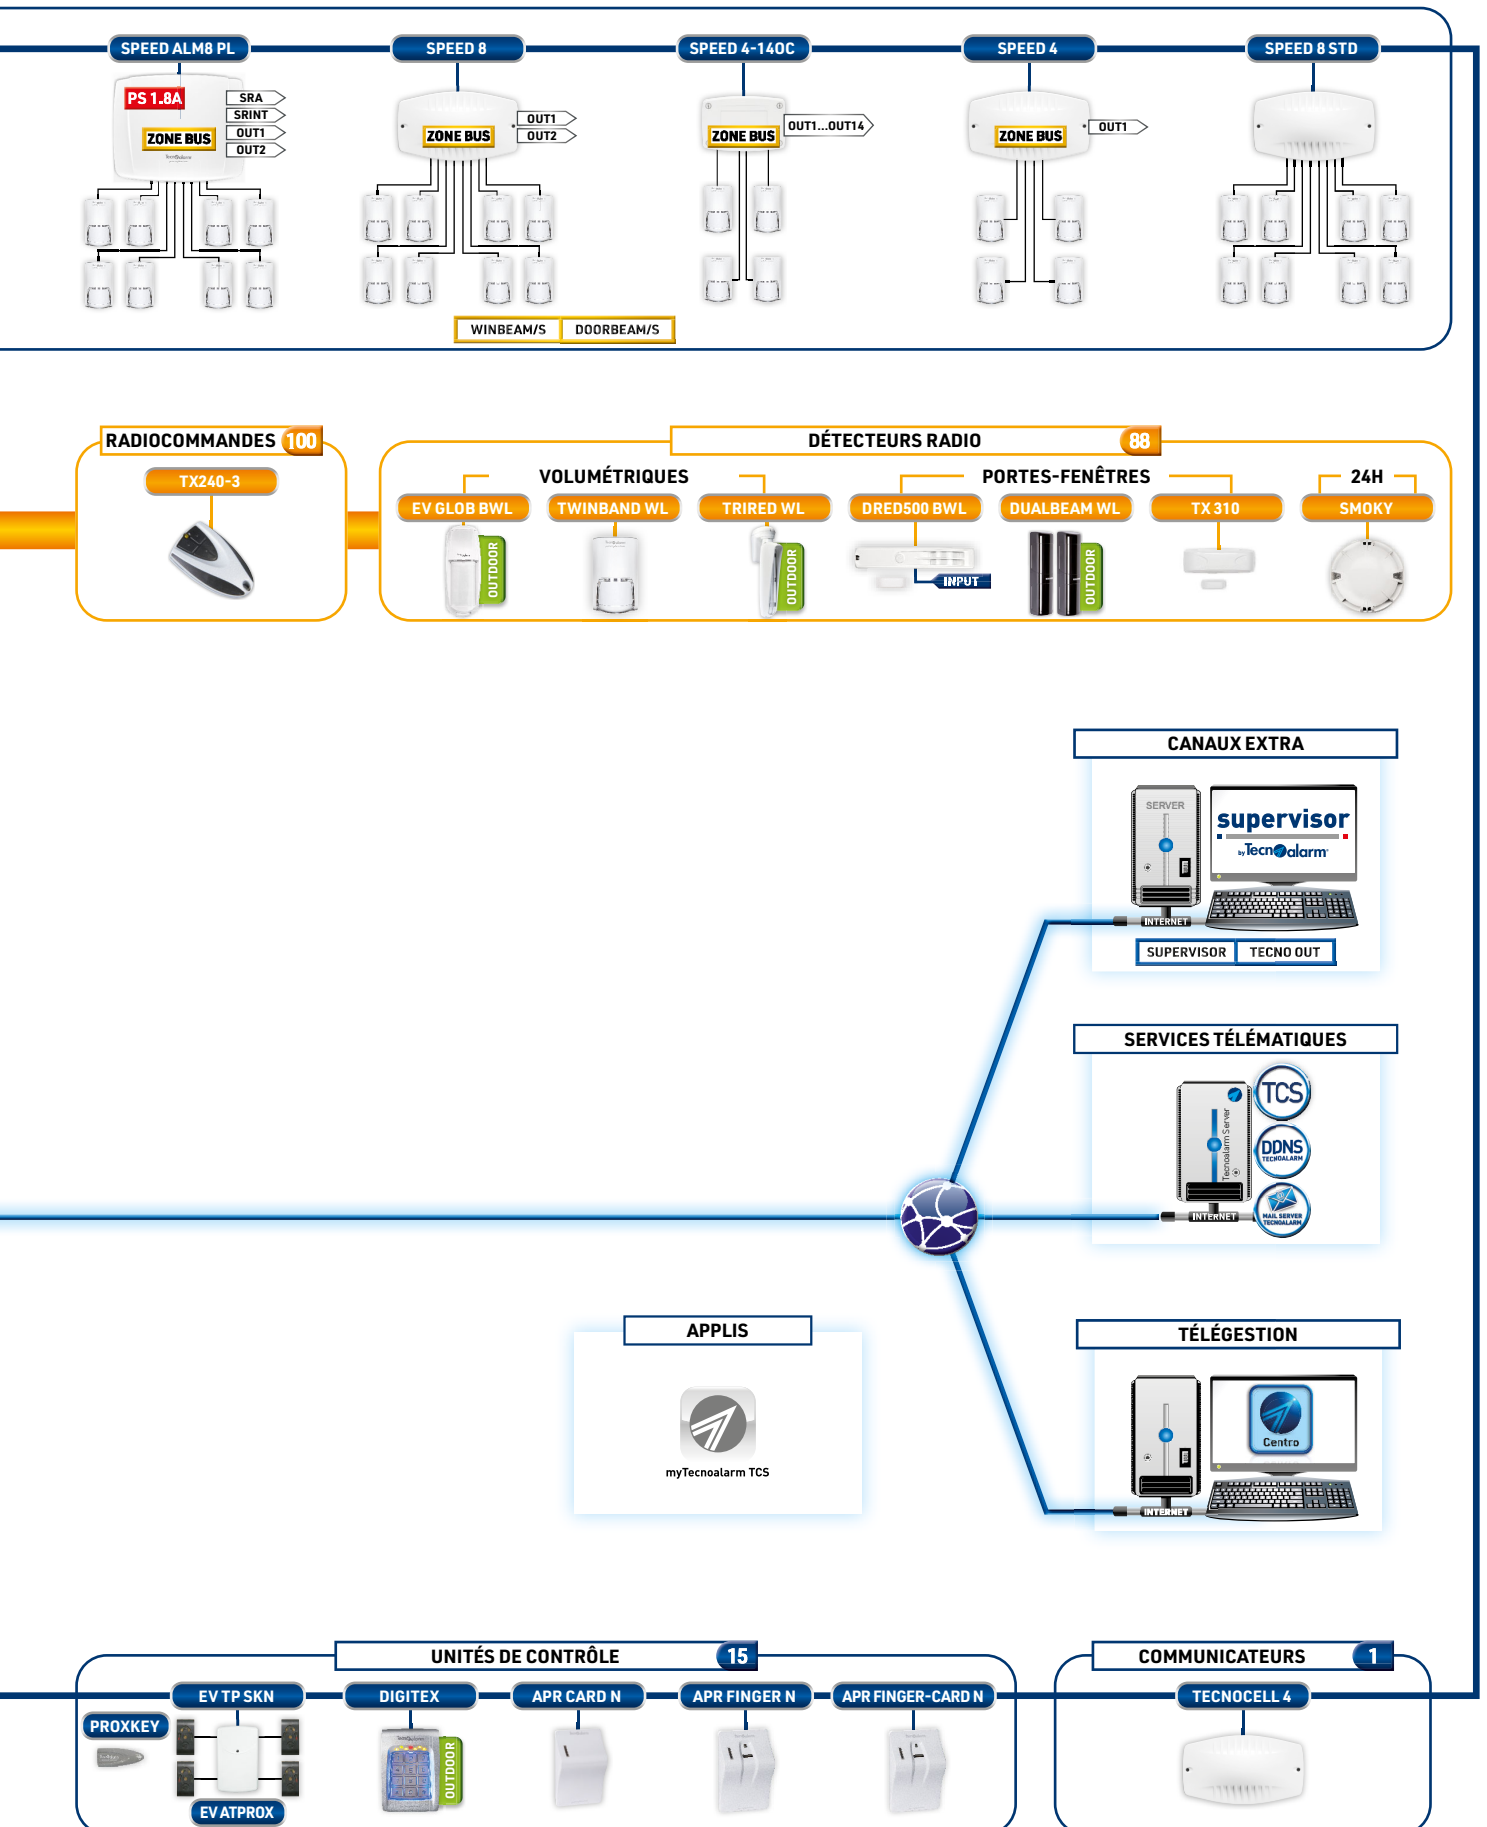 SPEED ALM8 PL
SPEED 8
SPEED 4-14OC
SPEED 4
SPEED 8 STD
PS 1.8A
ZONE BUS
SRA
SRINT
OUT1
OUT2
ZONE BUS
OUT1
OUT2
ZONE BUS
OUT1...OUT14
ZONE BUS
OUT1
WINBEAM/S
DOORBEAM/S
RADIOCOMMANDES 100
TX240-3
DÉTECTEURS RADIO 88
VOLUMÉTRIQUES
PORTES-FENÊTRES
24H
EV GLOB BWL
TWINBAND WL
TRIRED WL
DRED500 BWL
DUALBEAM WL
TX 310
SMOKY
OUTDOOR
OUTDOOR
INPUT
OUTDOOR
CANAUX EXTRA
SERVER
supervisor
by Tecnoalarm
INTERNET
SUPERVISOR
TECNO OUT
SERVICES TÉLÉMATIQUES
Tecnoalarm Server
TCS
DDNS
TECNOALARM
MAIL SERVER
TECNOALARM
INTERNET
APPLIS
myTecnoalarm TCS
TÉLÉGESTION
Centro
INTERNET
UNITÉS DE CONTRÔLE 15
COMMUNICATEURS 1
EV TP SKN
DIGITEX
APR CARD N
APR FINGER N
APR FINGER-CARD N
TECNOCELL 4
PROXKEY
OUTDOOR
EV ATPROX